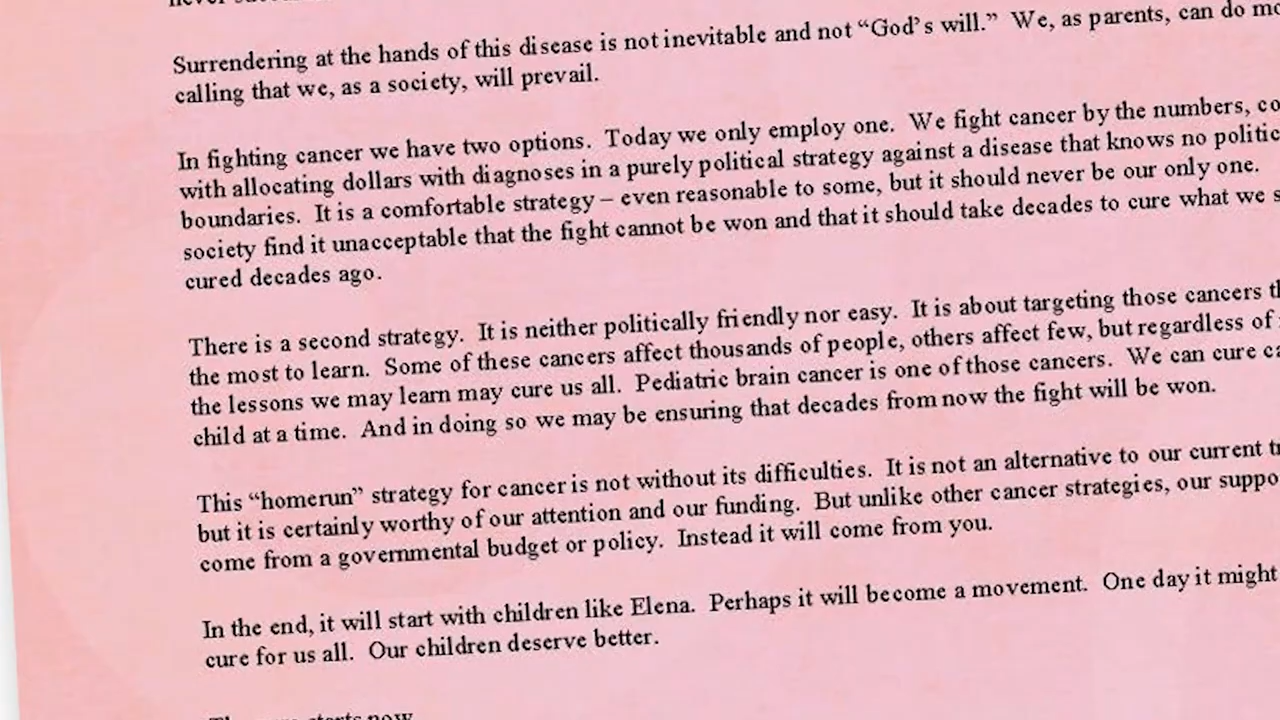 Surrendering at the hands of this disease is not inevitable and not “God’s will.” We, as parents, can do
calling that we, as a society, will prevail.
In fighting cancer we have two options. Today we only employ one. We fight cancer by the numbers,
with allocating dollars with diagnoses in a purely political strategy against a disease that knows no
boundaries. It is a comfortable strategy – even reasonable to some, but it should never be our only one.
society find it unacceptable that the fight cannot be won and that it should take decades to cure what we
cured decades ago.
There is a second strategy. It is neither politically friendly nor easy. It is about targeting those cancers
the most to learn. Some of these cancers affect thousands of people, others affect few, but regardless of
the lessons we may learn may cure us all. Pediatric brain cancer is one of those cancers. We can cure
child at a time. And in doing so we may be ensuring that decades from now the fight will be won.
This “homerun” strategy for cancer is not without its difficulties. It is not an alternative to our current
but it is certainly worthy of our attention and our funding. But unlike other cancer strategies, our
come from a governmental budget or policy. Instead it will come from you.
In the end, it will start with children like Elena. Perhaps it will become a movement. One day it might
cure for us all. Our children deserve better.
starts now